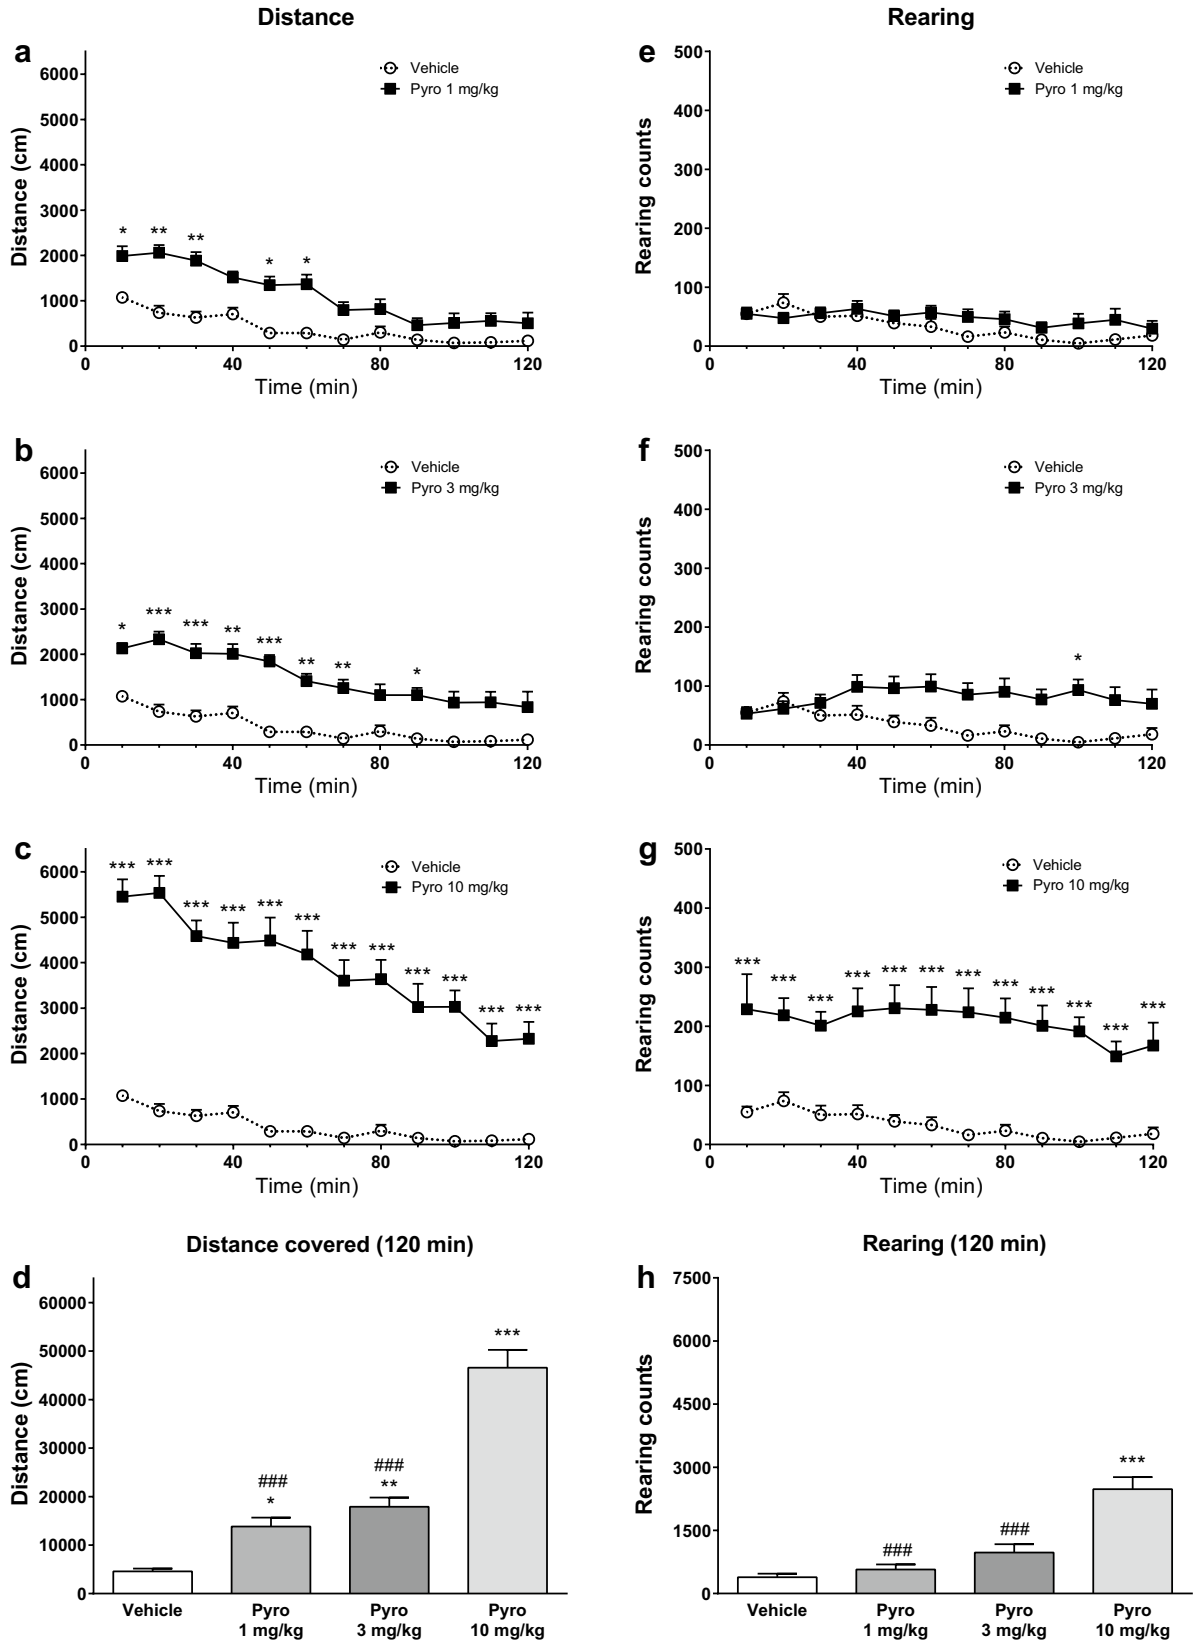 Distance
a
Distance (cm)
6000
5000
4000
3000
2000
1000
0
Vehicle
Pyro 1 mg/kg
* ** ** * *
0 40 80 120
Time (min)
Rearing
e
Rearing counts
500
400
300
200
100
0
Vehicle
Pyro 1 mg/kg
0 40 80 120
Time (min)
b
Distance (cm)
6000
5000
4000
3000
2000
1000
0
Vehicle
Pyro 3 mg/kg
* *** *** ** *** ** ** *
0 40 80 120
Time (min)
f
Rearing counts
500
400
300
200
100
0
Vehicle
Pyro 3 mg/kg
*
0 40 80 120
Time (min)
c
Distance (cm)
6000
5000
4000
3000
2000
1000
0
Vehicle
Pyro 10 mg/kg
*** *** *** *** *** *** *** *** *** *** *** ***
0 40 80 120
Time (min)
g
Rearing counts
500
400
300
200
100
0
Vehicle
Pyro 10 mg/kg
*** *** *** *** *** *** *** *** *** *** *** ***
0 40 80 120
Time (min)
Distance covered (120 min)
d
Distance (cm)
60000
50000
40000
30000
20000
10000
0
###
*
###
**
***
Vehicle
Pyro
1 mg/kg
Pyro
3 mg/kg
Pyro
10 mg/kg
Rearing (120 min)
h
Rearing counts
7500
6000
4500
3000
1500
0
###
###
***
Vehicle
Pyro
1 mg/kg
Pyro
3 mg/kg
Pyro
10 mg/kg